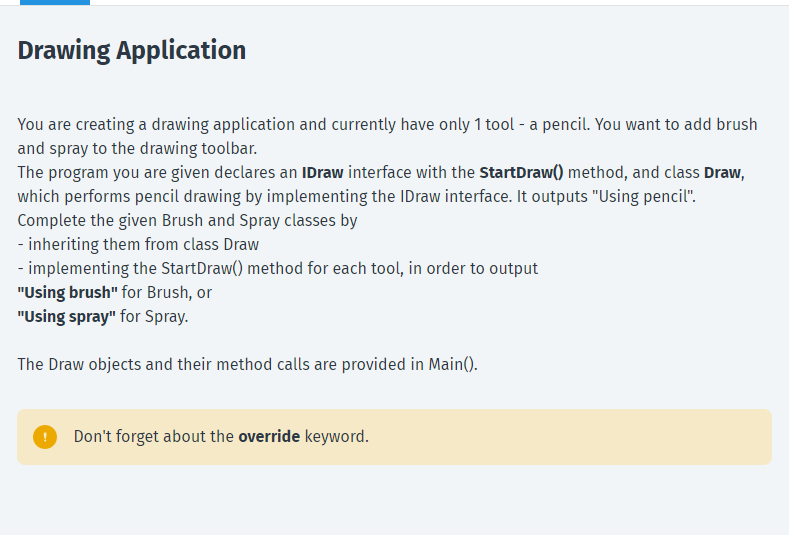 Drawing Application
You are creating a drawing application and currently have only 1 tool - a pencil. You want to add brush
and spray to the drawing toolbar.
The program you are given declares an IDraw interface with the StartDraw() method, and class Draw,
which performs pencil drawing by implementing the IDraw interface. It outputs "Using pencil".
Complete the given Brush and Spray classes by
- inheriting them from class Draw
- implementing the StartDraw() method for each tool, in order to output
"Using brush" for Brush, or
"Using spray" for Spray.
The Draw objects and their method calls are provided in Main().
! Don't forget about the override keyword.